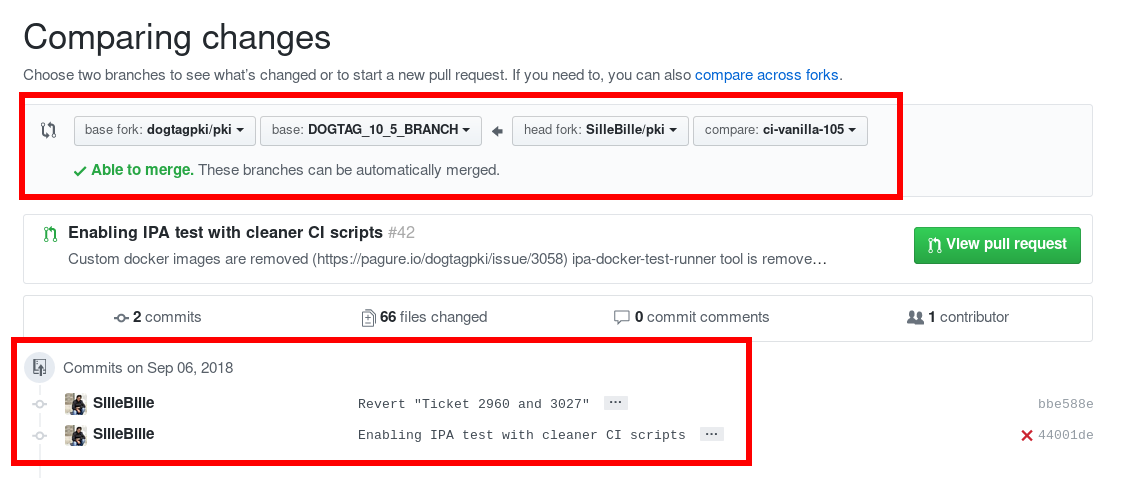 Comparing changes
Choose two branches to see what's changed or to start a new pull request. If you need to, you can also compare across forks.
base fork: dogtagpki/pki base: DOGTAG_10_5_BRANCH head fork: SilleBille/pki compare: ci-vanilla-105
Able to merge. These branches can be automatically merged.
Enabling IPA test with cleaner CI scripts #42
View pull request
Custom docker images are removed (https://pagure.io/dogtagpki/issue/3058) ipa-docker-test-runner tool is remove…
2 commits 66 files changed 0 commit comments 1 contributor
Commits on Sep 06, 2018
SilleBille Revert "Ticket 2960 and 3027" … bbe588e
SilleBille Enabling IPA test with cleaner CI scripts … 44001de